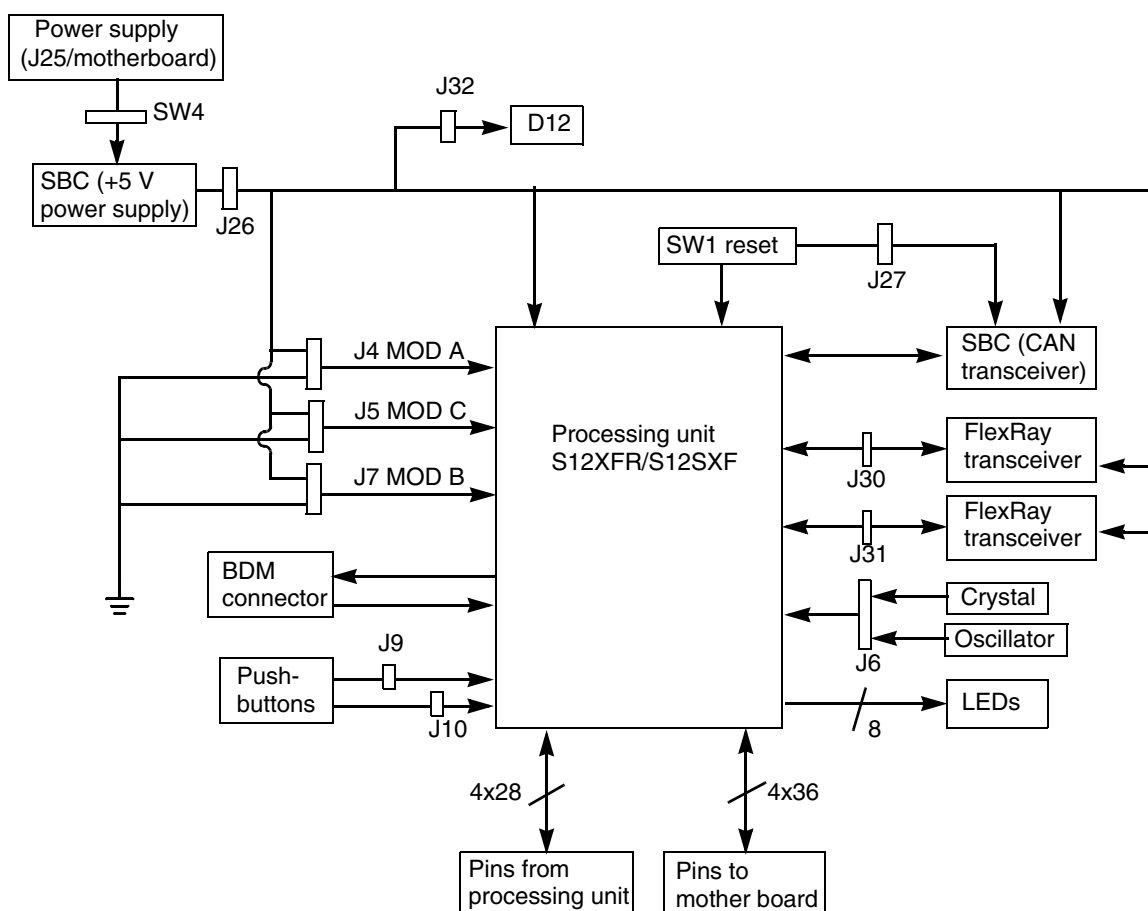 Power supply
(J25/motherboard)
SW4
J32
D12
SBC (+5 V
power supply)
J26
SW1 reset
J27
J4 MOD A
SBC (CAN
transceiver)
J5 MOD C
Processing unit
S12XFR/S12SXF
FlexRay
transceiver
J30
J7 MOD B
FlexRay
transceiver
J31
BDM
connector
Crystal
Oscillator
J6
J9
Push-
buttons
J10
LEDs
8
4x28
4x36
Pins from
processing unit
Pins to
mother board